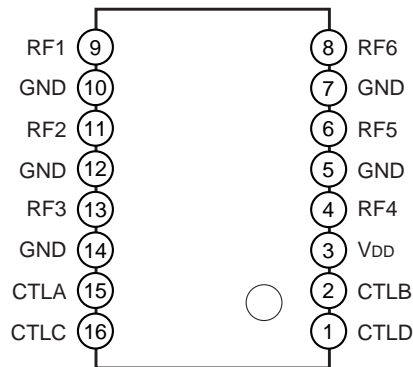 RF1 9 8 RF6
GND 10 7 GND
RF2 11 6 RF5
GND 12 5 GND
RF3 13 4 RF4
GND 14 3 VDD
CTLA 15 2 CTLB
CTLC 16 1 CTLD